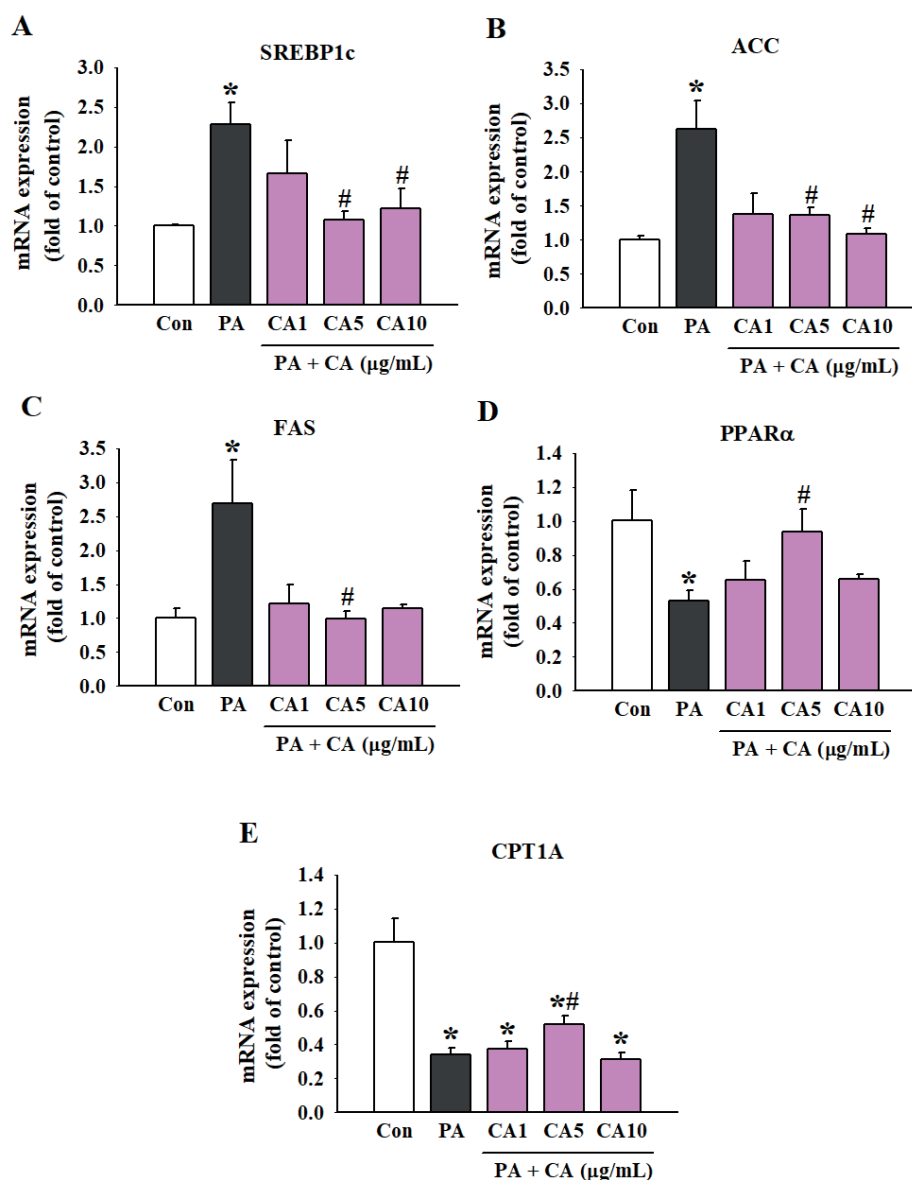 A
SREBP1c
mRNA expression
(fold of control)
3.0
2.5
2.0
1.5
1.0
0.5
0.0
*
#
#
Con PA CA1 CA5 CA10
PA + CA (μg/mL)
B
ACC
mRNA expression
(fold of control)
3.5
3.0
2.5
2.0
1.5
1.0
0.5
0.0
*
#
#
Con PA CA1 CA5 CA10
PA + CA (μg/mL)
C
FAS
mRNA expression
(fold of control)
3.5
3.0
2.5
2.0
1.5
1.0
0.5
0.0
*
#
Con PA CA1 CA5 CA10
PA + CA (μg/mL)
D
PPARα
mRNA expression
(fold of control)
1.4
1.2
1.0
0.8
0.6
0.4
0.2
0.0
*
#
Con PA CA1 CA5 CA10
PA + CA (μg/mL)
E
CPT1A
mRNA expression
(fold of control)
1.4
1.2
1.0
0.8
0.6
0.4
0.2
0.0
*
*
*#
*
Con PA CA1 CA5 CA10
PA + CA (μg/mL)